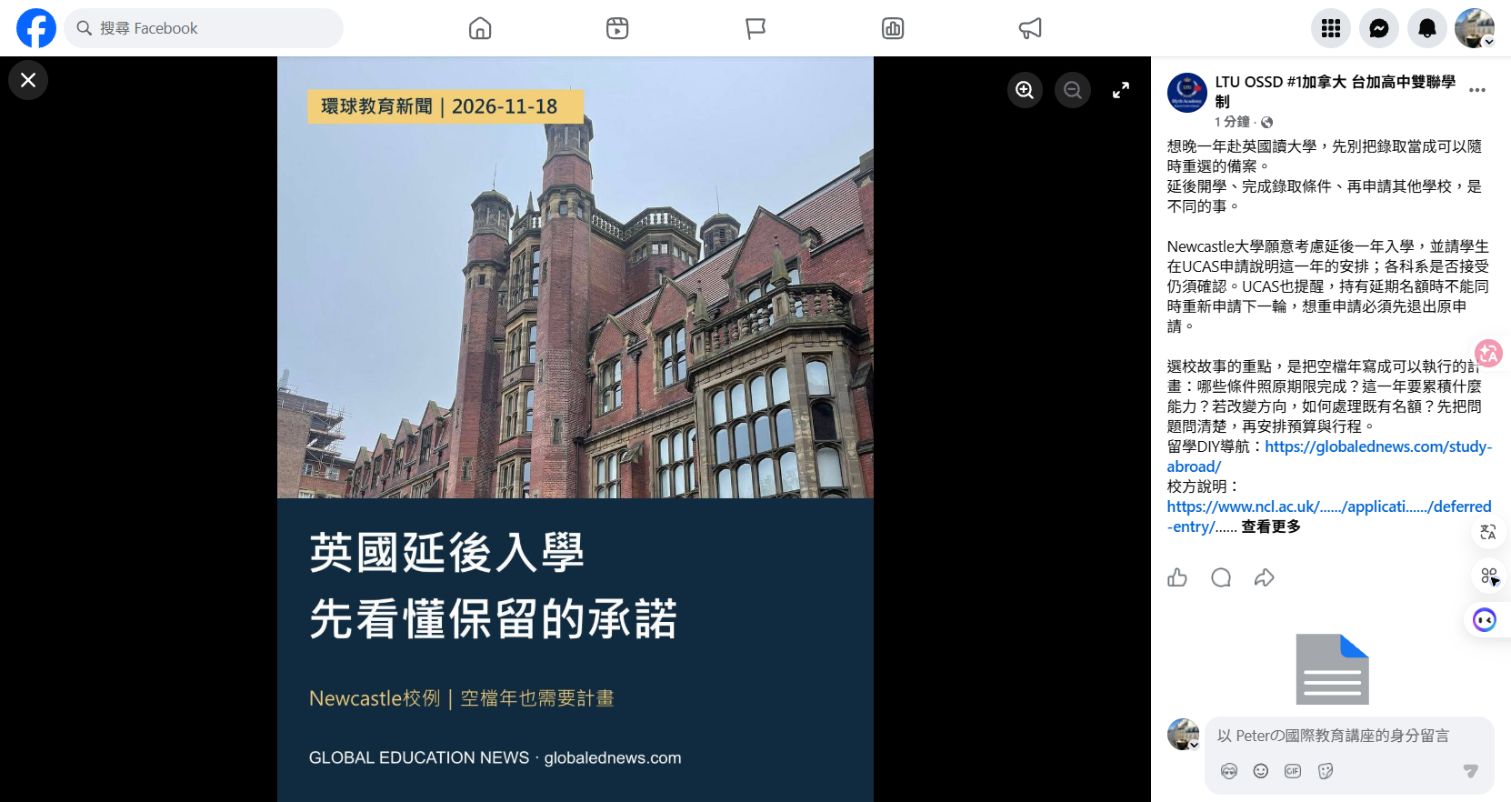 搜尋 Facebook
環球教育新聞｜2026-11-18
英國延後入學
先看懂保留的承諾
Newcastle校例｜空檔年也需要計畫
GLOBAL EDUCATION NEWS · globalednews.com
LTU OSSD #1加拿大 台加高中雙聯學
制
1 分鐘 ·
想晚一年赴英國讀大學，先別把錄取當成可以隨
時重選的備案。
延後開學、完成錄取條件、再申請其他學校，是
不同的事。
Newcastle大學願意考慮延後一年入學，並請學生
在UCAS申請說明這一年的安排；各科系是否接受
仍須確認。UCAS也提醒，持有延期名額時不能同
時重新申請下一輪，想重申請必須先退出原申
請。
選校故事的重點，是把空檔年寫成可以執行的計
畫：哪些條件照原期限完成？這一年要累積什麼
能力？若改變方向，如何處理既有名額？先把問
題問清楚，再安排預算與行程。
留學DIY導航：https://globalednews.com/study-
abroad/
校方說明：
https://www.ncl.ac.uk/....../applicati....../deferred
-entry/...... 查看更多
以 Peterの國際教育講座的身分留言
GIF